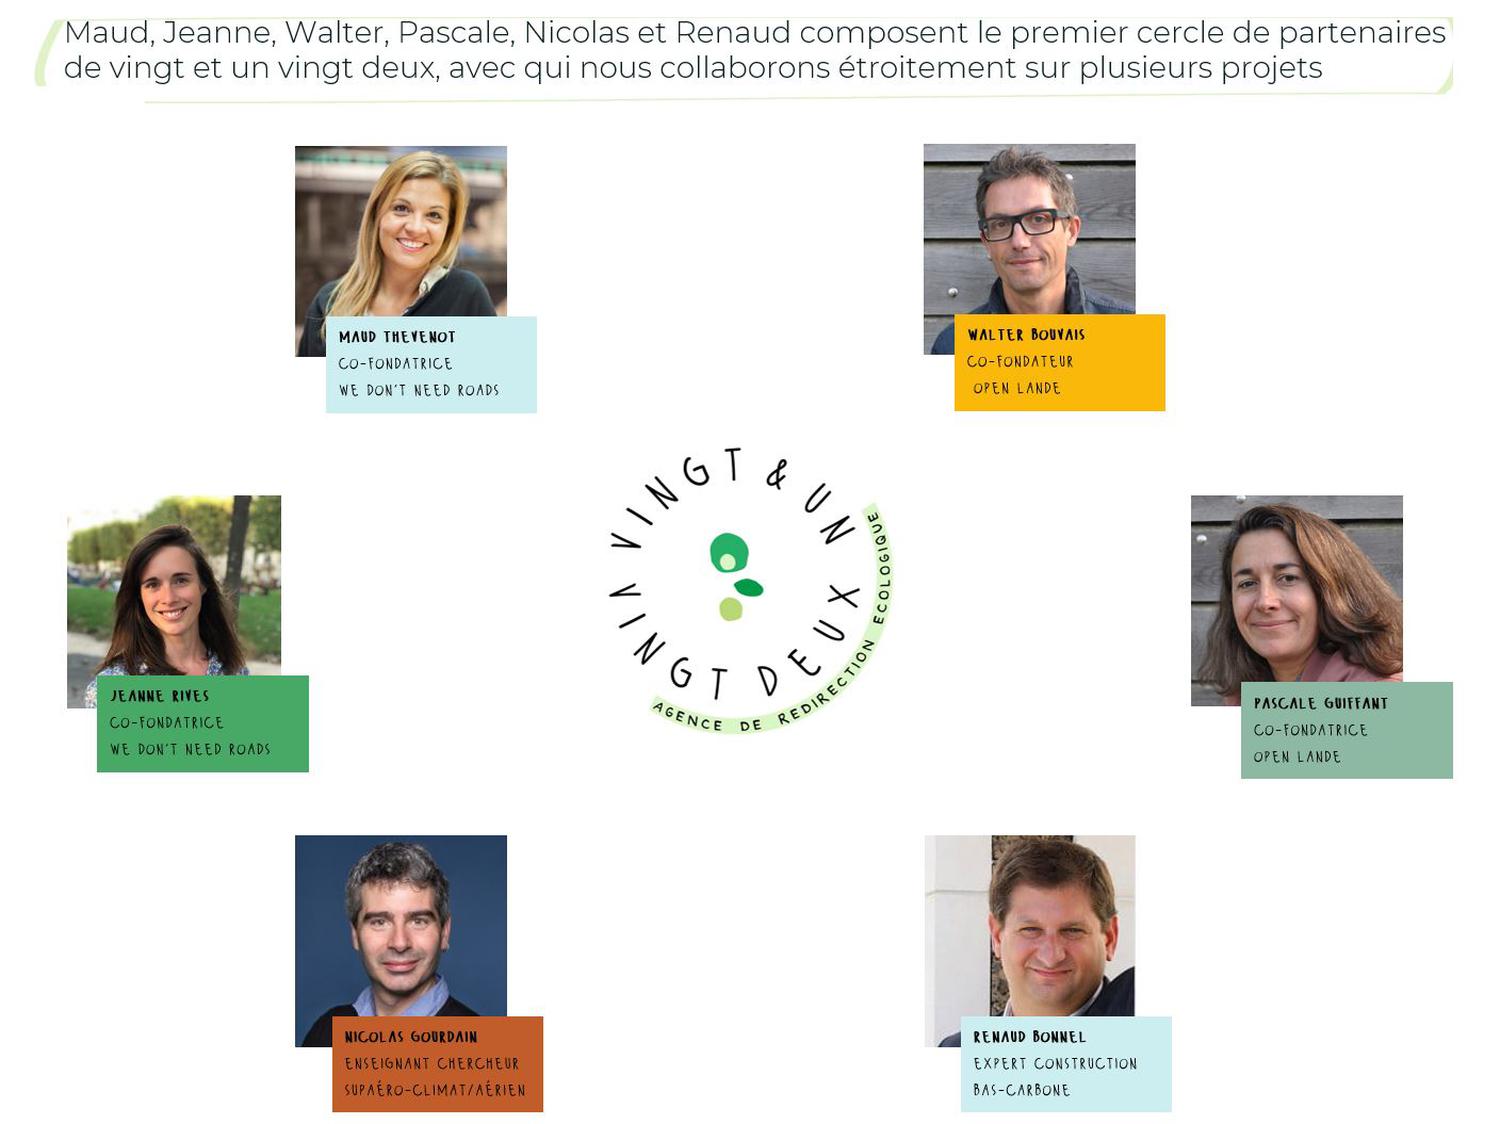 Maud, Jeanne, Walter, Pascale, Nicolas et Renaud composent le premier cercle de partenaires
de vingt et un vingt deux, avec qui nous collaborons étroitement sur plusieurs projets
MAUD THEVENOT
CO-FONDATRICE
WE DON'T NEED ROADS
WALTER BOUVAIS
CO-FONDATEUR
OPEN LANDE
VINGT & UN
VINGT DEUX
AGENCE DE REDIRECTION ECOLOGIQUE
JEANNE RIVES
CO-FONDATRICE
WE DON'T NEED ROADS
PASCALE GUIFFANT
CO-FONDATRICE
OPEN LANDE
NICOLAS GOURDAIN
ENSEIGNANT CHERCHEUR
SUPAÉRO-CLIMAT/AÉRIEN
RENAUD BONNEL
EXPERT CONSTRUCTION
BAS-CARBONE